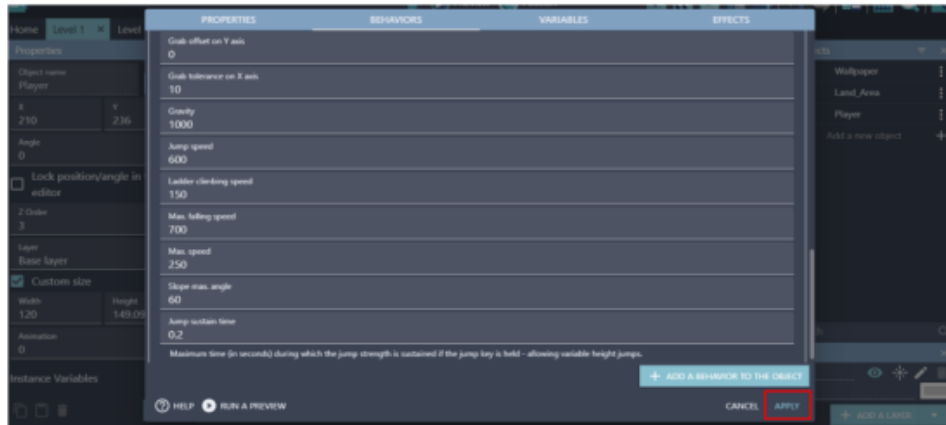 PROPERTIES BEHAVIORS VARIABLES EFFECTS
Home Level 1 × Level
Properties
Object name
Player
X Y
210 236
Angle
0
Lock position/angle in
editor
Z Order
3
Layer
Base layer
Custom size
Width Height
120 149.09
Animation
0
Instance Variables
Grab offset on Y axis
0
Grab tolerance on X axis
10
Gravity
1000
Jump speed
600
Ladder climbing speed
150
Max. falling speed
700
Max. speed
250
Slope max. angle
60
Jump sustain time
0.2
Maximum time (in seconds) during which the jump strength is sustained if the jump key is held - allowing variable height jumps.
+ ADD A BEHAVIOR TO THE OBJECT
HELP RUN A PREVIEW CANCEL APPLY
Wallpaper
Land_Area
Player
Add a new object +
+ ADD A LAYER